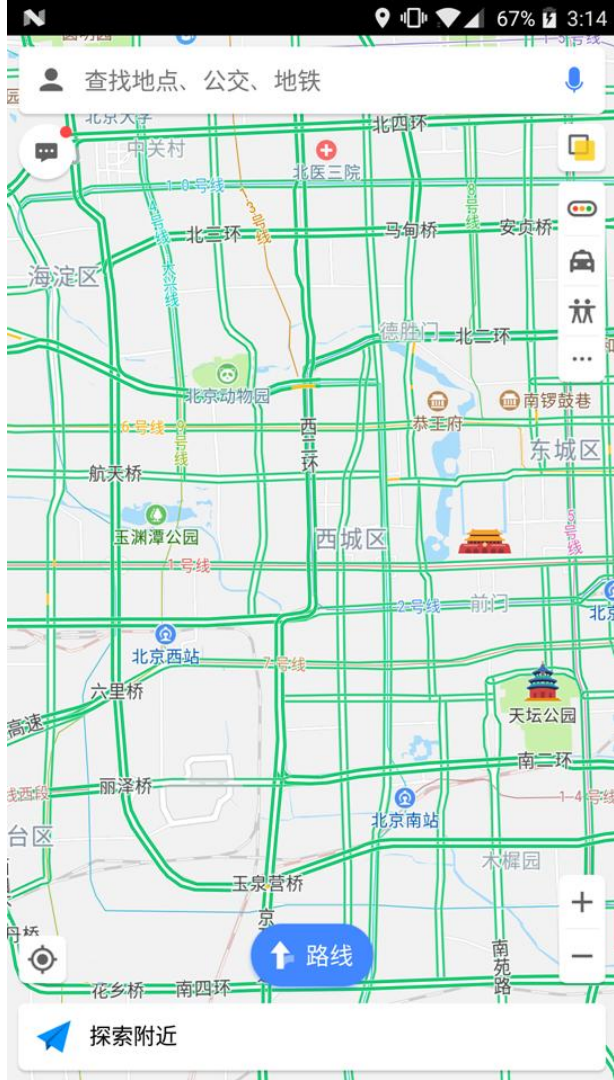 67% 3:14
查找地点、公交、地铁
北京大学
北四环
中关村
北医三院
10号线
13号线
8号线
4号线
大兴线
北三环
马甸桥
安贞桥
海淀区
德胜门
北二环
北京动物园
恭王府
南锣鼓巷
6号线
9号线
西二环
东城区
航天桥
玉渊潭公园
西城区
5号线
1号线
2号线
前门
北京西站
7号线
六里桥
天坛公园
高速
南二环
丽泽桥
14号线
线西段
北京南站
台区
木樨园
玉泉营桥
京
路线
南苑路
花乡桥
南四环
探索附近